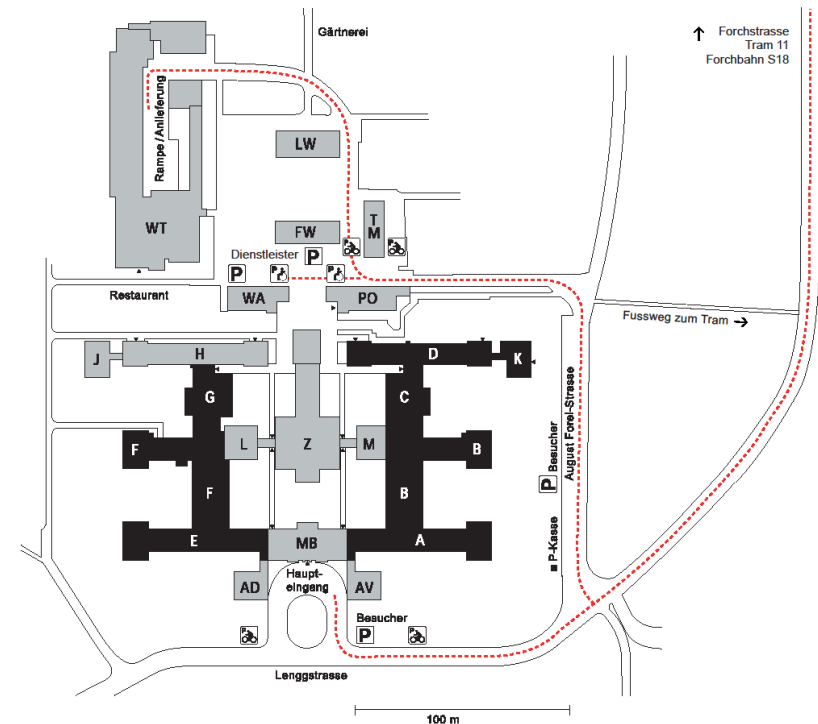 Gärtnerei
Forchstrasse
Tram 11
Forchbahn S18
Rampe / Anlieferung
LW
WT
FW
T
M
P
P
Dienstleister
P
P
P
P
Restaurant
WA
PO
Fussweg zum Tram
J
H
D
K
G
C
F
L
Z
M
B
August Forel-Strasse
P Besucher
F
B
E
MB
A
P-Kasse
AD
Haupt-
eingang
AV
Besucher
P
P
P
Lenggstrasse
100 m